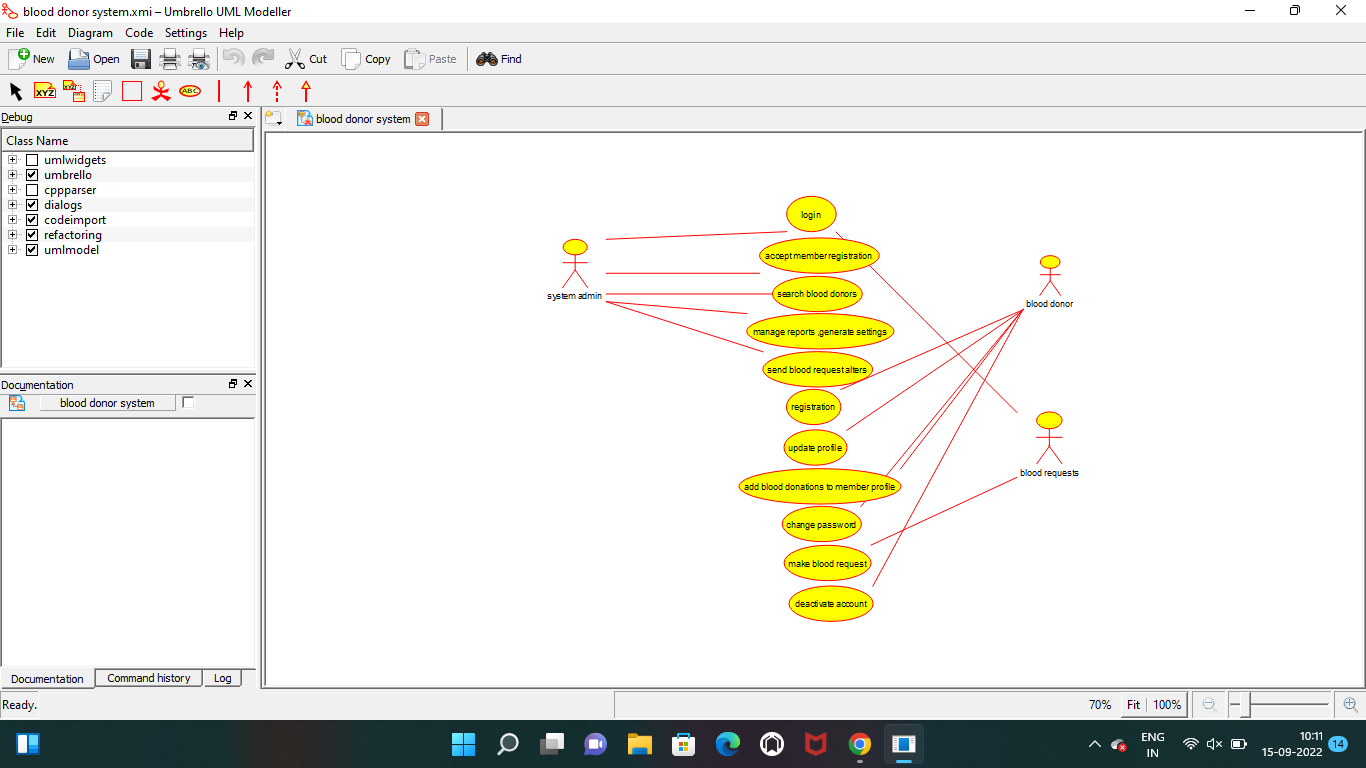 blood donor system.xmi – Umbrello UML Modeller
File Edit Diagram Code Settings Help
New Open Cut Copy Paste Find
XYZ XYZ ABC
Debug
blood donor system
Class Name
umlwidgets
umbrello
cppparser
dialogs
codeimport
refactoring
umlmodel
Documentation
blood donor system
Documentation Command history Log
login
accept member registration
search blood donors
manage reports ,generate settings
send blood request alters
registration
update profile
add blood donations to member profile
change password
make blood request
deactivate account
system admin
blood donor
blood requests
Ready.
70% Fit 100%
ENG
IN
10:11
15-09-2022
14